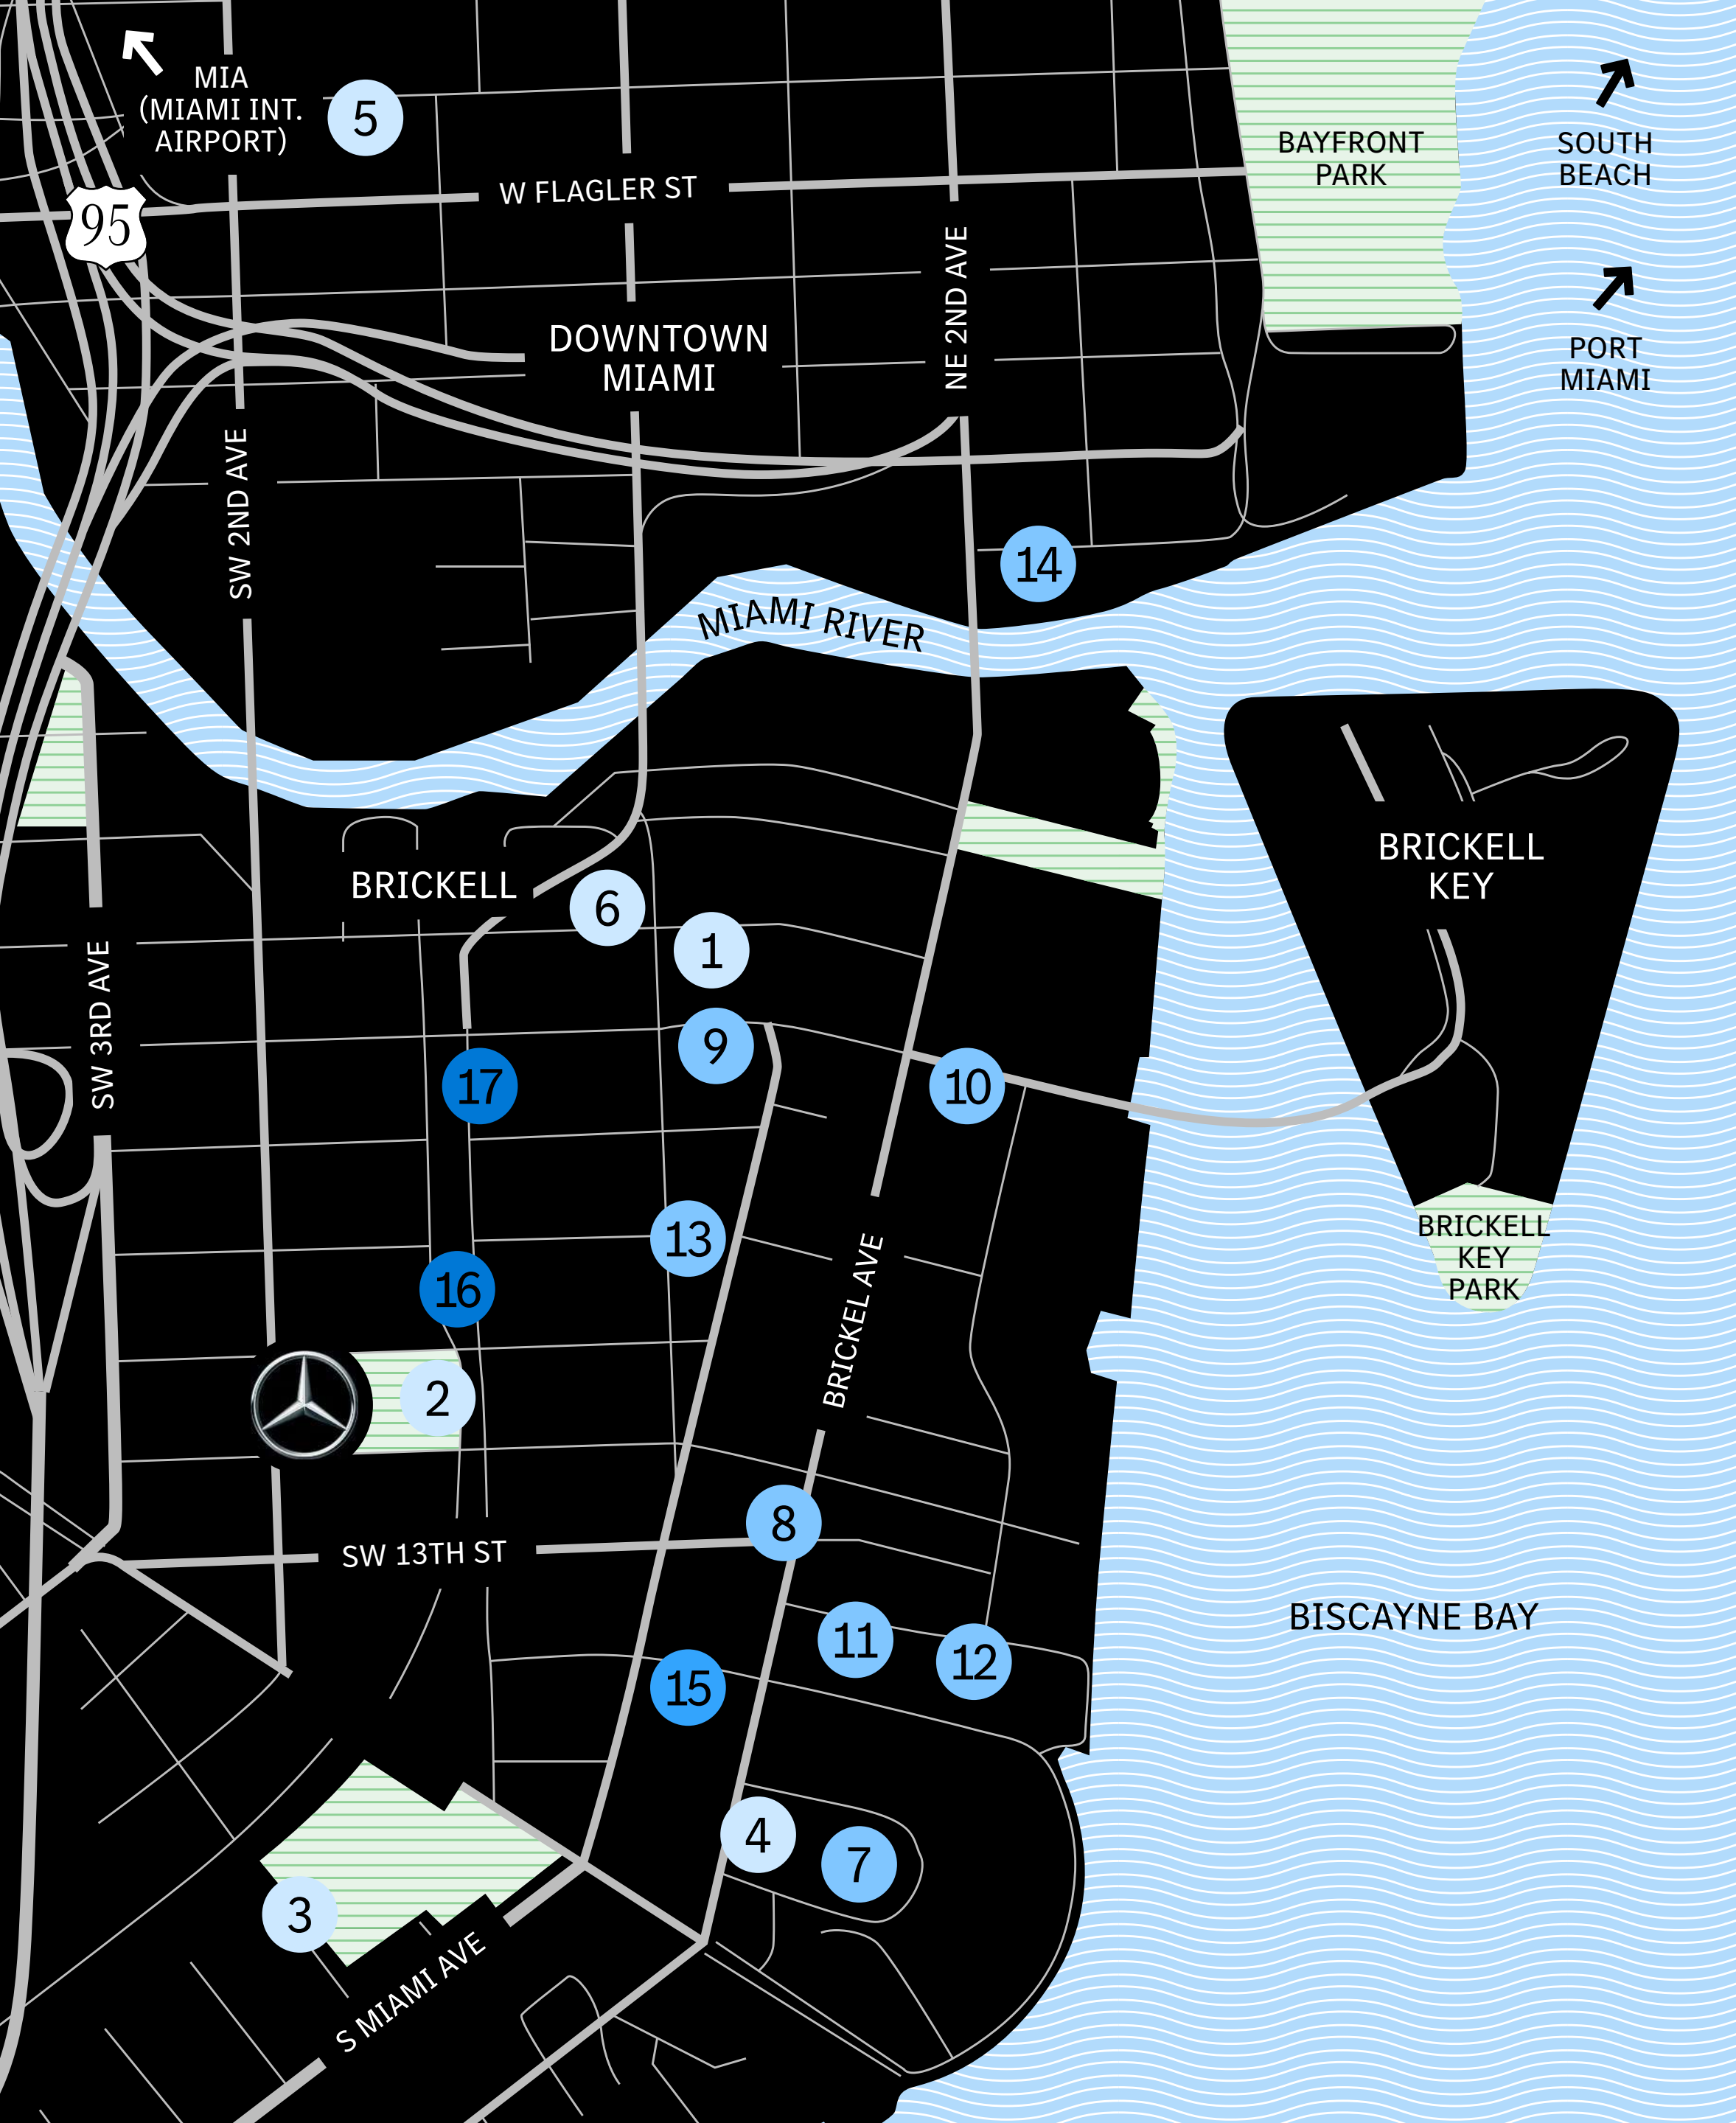 MIA
(MIAMI INT.
AIRPORT)
5
BAYFRONT
PARK
SOUTH
BEACH
W FLAGLER ST
95
NE 2ND AVE
DOWNTOWN
MIAMI
PORT
MIAMI
SW 2ND AVE
14
MIAMI RIVER
BRICKELL
KEY
BRICKELL
6
1
SW 3RD AVE
9
17
10
13
BRICKELL
KEY
PARK
16
BRICKEL AVE
2
8
SW 13TH ST
BISCAYNE BAY
11
12
15
4
7
3
S MIAMI AVE